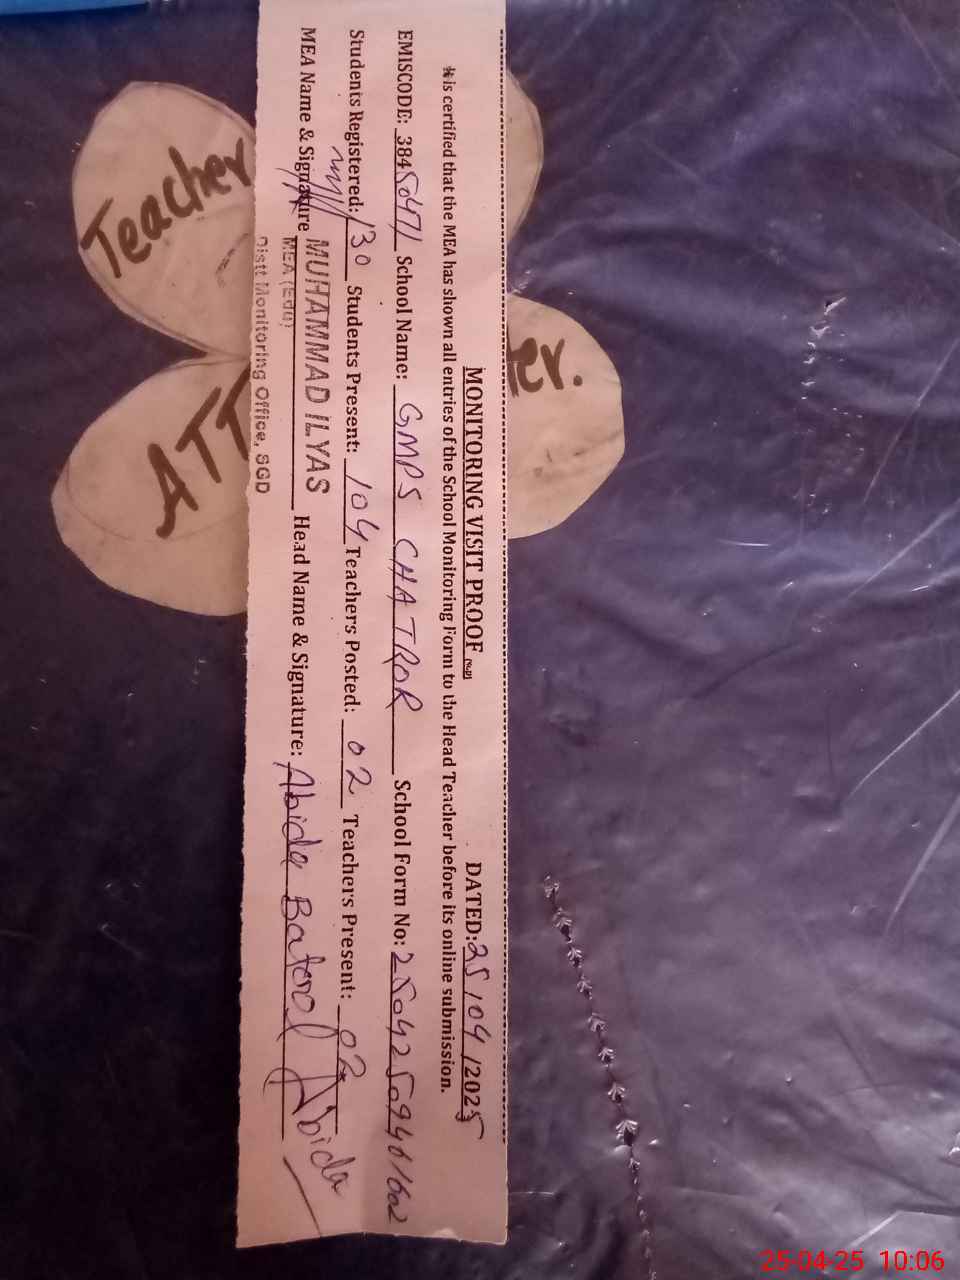 MONITORING VISIT PROOF DATED: 25/04/2025
is certified that the MEA has shown all entries of the School Monitoring Form to the Head Teacher before its online submission.
EMISCODE: 38450471 School Name: GMPS CHATROR School Form No:
Students Registered: 130 Students Present: 104 Teachers Posted: 02 Teachers Present: 02
MEA Name & Signature MUHAMMAD ILYAS Head Name & Signature: Abida Batool Abida
MEA (Edu)
Distt Monitoring Office, SGD
Teacher
ATT
ter.
25-04-25 10:06